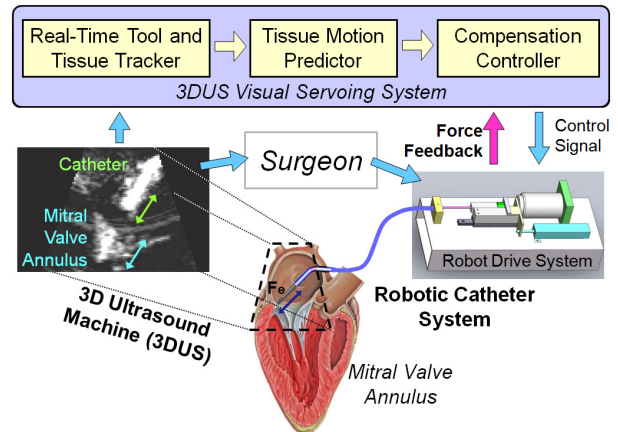 Real-Time Tool and
Tissue Tracker
Tissue Motion
Predictor
Compensation
Controller
3DUS Visual Servoing System
Force
Feedback
Control
Signal
Surgeon
Catheter
Mitral
Valve
Annulus
Robot Drive System
Fe
3D Ultrasound
Machine (3DUS)
Robotic Catheter
System
Mitral Valve
Annulus